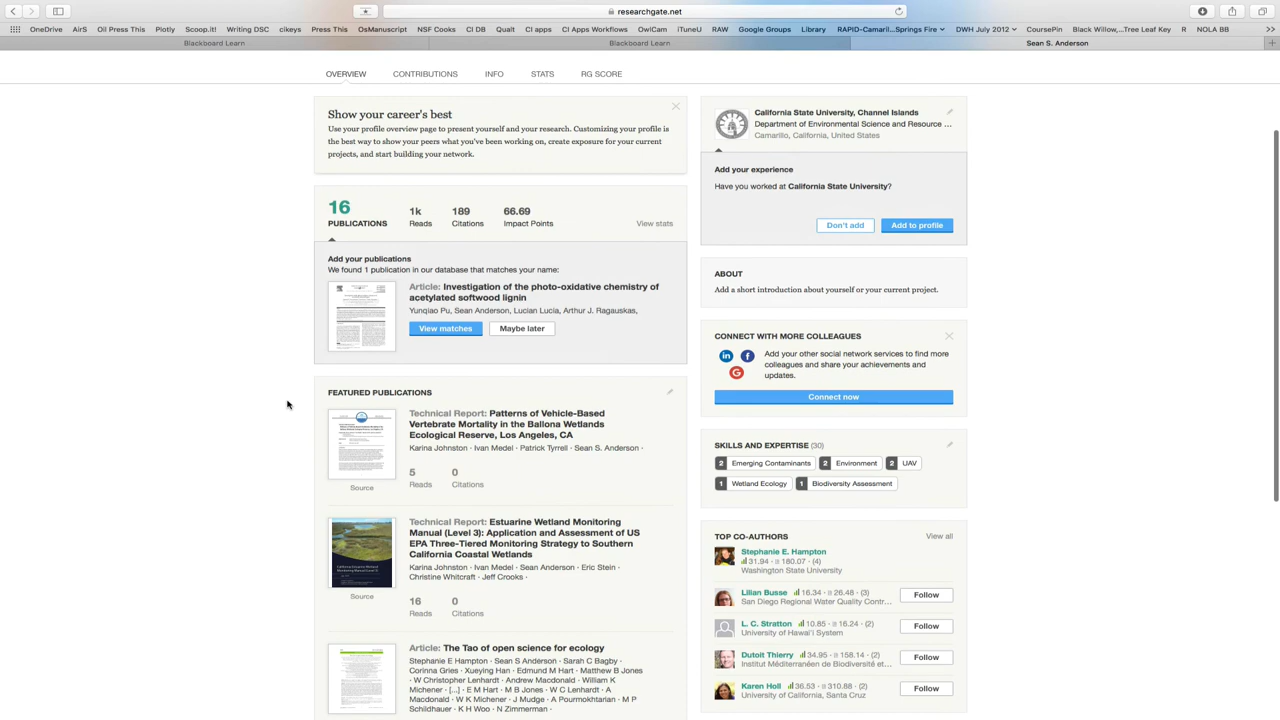 researchgate.net
OneDrive AirS Oil Press This Plotly Scoop.it! Writing DSC cikeys Press This OsManuscript NSF Cooks CI DB Qualt CI apps CI Apps Workflows OwlCam iTuneU RAW Google Groups Library RAPID-Camaril...Springs Fire DWH July 2012 CoursePin Black Willow,...Tree Leaf Key R NOLA BB
Blackboard Learn Blackboard Learn Sean S. Anderson
OVERVIEW CONTRIBUTIONS INFO STATS RG SCORE
Show your career's best
Use your profile overview page to present yourself and your research. Customizing your profile is
the best way to show your peers what you've been working on, create exposure for your current
projects, and start building your network.
16
PUBLICATIONS
1k
Reads
189
Citations
66.69
Impact Points
View stats
Add your publications
We found 1 publication in our database that matches your name:
Article: Investigation of the photo-oxidative chemistry of
acetylated softwood lignin
Yunqiao Pu, Sean Anderson, Lucian Lucia, Arthur J. Ragauskas,
View matches Maybe later
FEATURED PUBLICATIONS
Technical Report: Patterns of Vehicle-Based
Vertebrate Mortality in the Ballona Wetlands
Ecological Reserve, Los Angeles, CA
Karina Johnston · Ivan Medel · Patrick Tyrrell · Sean S. Anderson ·
5 0
Reads Citations
Source
Technical Report: Estuarine Wetland Monitoring
Manual (Level 3): Application and Assessment of US
EPA Three-Tiered Monitoring Strategy to Southern
California Coastal Wetlands
Karina Johnston · Ivan Medel · Sean Anderson · Eric Stein ·
Christine Whitcraft · Jeff Crooks ·
16 0
Reads Citations
Source
Article: The Tao of open science for ecology
Stephanie E Hampton · Sean S Anderson · Sarah C Bagby ·
Corinna Gries · Xueying Han · Edmund M Hart · Matthew B Jones
· W Christopher Lenhardt · Andrew Macdonald · William K
Michener · [...] · E M Hart · M B Jones · W C Lenhardt · A
Macdonald · W K Michener · J Mudge · A Pourmokhtarian · M P
Schildhauer · K H Woo · N Zimmerman ·
California State University, Channel Islands
Department of Environmental Science and Resource ...
Camarillo, California, United States
Add your experience
Have you worked at California State University?
Don't add Add to profile
ABOUT
Add a short introduction about yourself or your current project.
CONNECT WITH MORE COLLEAGUES
Add your other social network services to find more
colleagues and share your achievements and
updates.
Connect now
SKILLS AND EXPERTISE (30)
2 Emerging Contaminants 2 Environment 2 UAV
1 Wetland Ecology 1 Biodiversity Assessment
TOP CO-AUTHORS View all
Stephanie E. Hampton
31.94 · 180.07 · (4)
Washington State University
Lilian Busse 16.34 · 26.48 · (3)
San Diego Regional Water Quality Contr...
Follow
L. C. Stratton 10.85 · 16.24 · (2)
University of Hawai'i System
Follow
Dutoit Thierry 34.95 · 158.14 · (2)
Institut Méditerranéen de Biodiversité et...
Follow
Karen Holl 36.53 · 310.88 · (2)
University of California, Santa Cruz
Follow